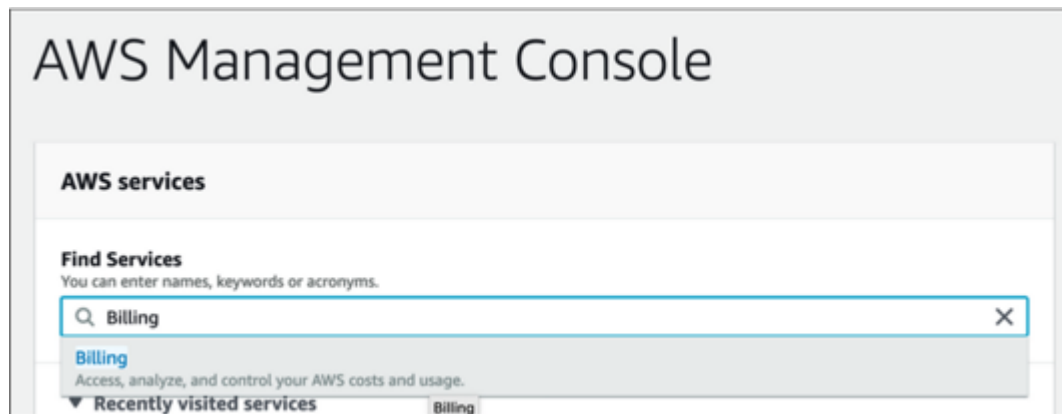 AWS Management Console
AWS services
Find Services
You can enter names, keywords or acronyms.
Billing
Billing
Access, analyze, and control your AWS costs and usage.
Recently visited services
Billing